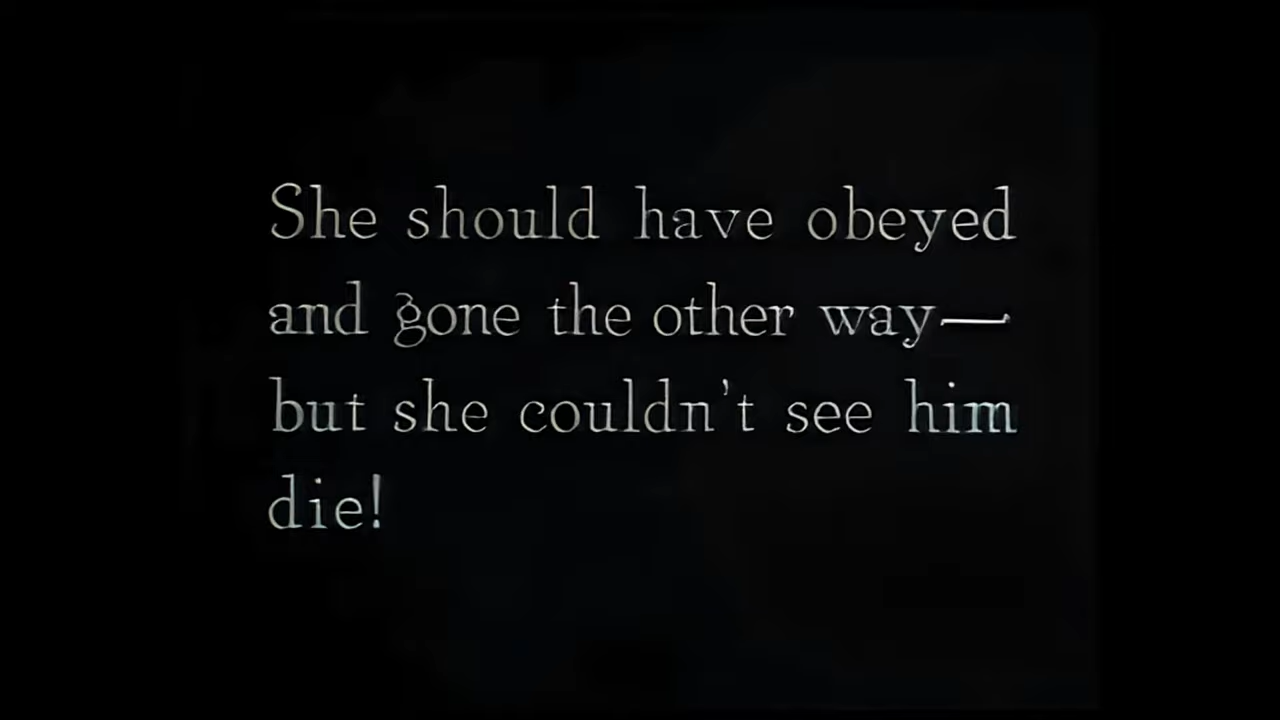 She should have obeyed
and gone the other way—
but she couldn't see him
die!